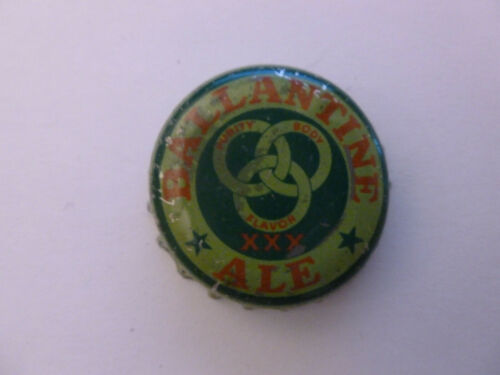 BALLANTINE
PURITY
BODY
FLAVOR
XXX
ALE